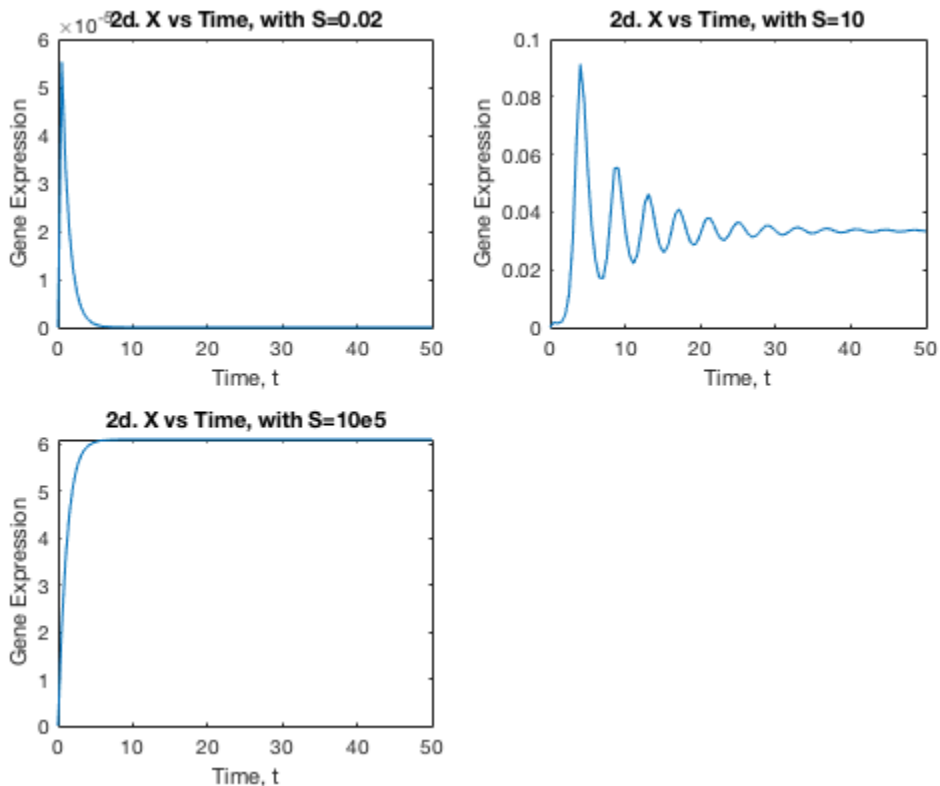 ×10
2d. X vs Time, with S=0.02
Gene Expression
6
5
4
3
2
1
0
0 10 20 30 40 50
Time, t
2d. X vs Time, with S=10
Gene Expression
0.1
0.08
0.06
0.04
0.02
0
0 10 20 30 40 50
Time, t
2d. X vs Time, with S=10e5
Gene Expression
6
5
4
3
2
1
0
0 10 20 30 40 50
Time, t